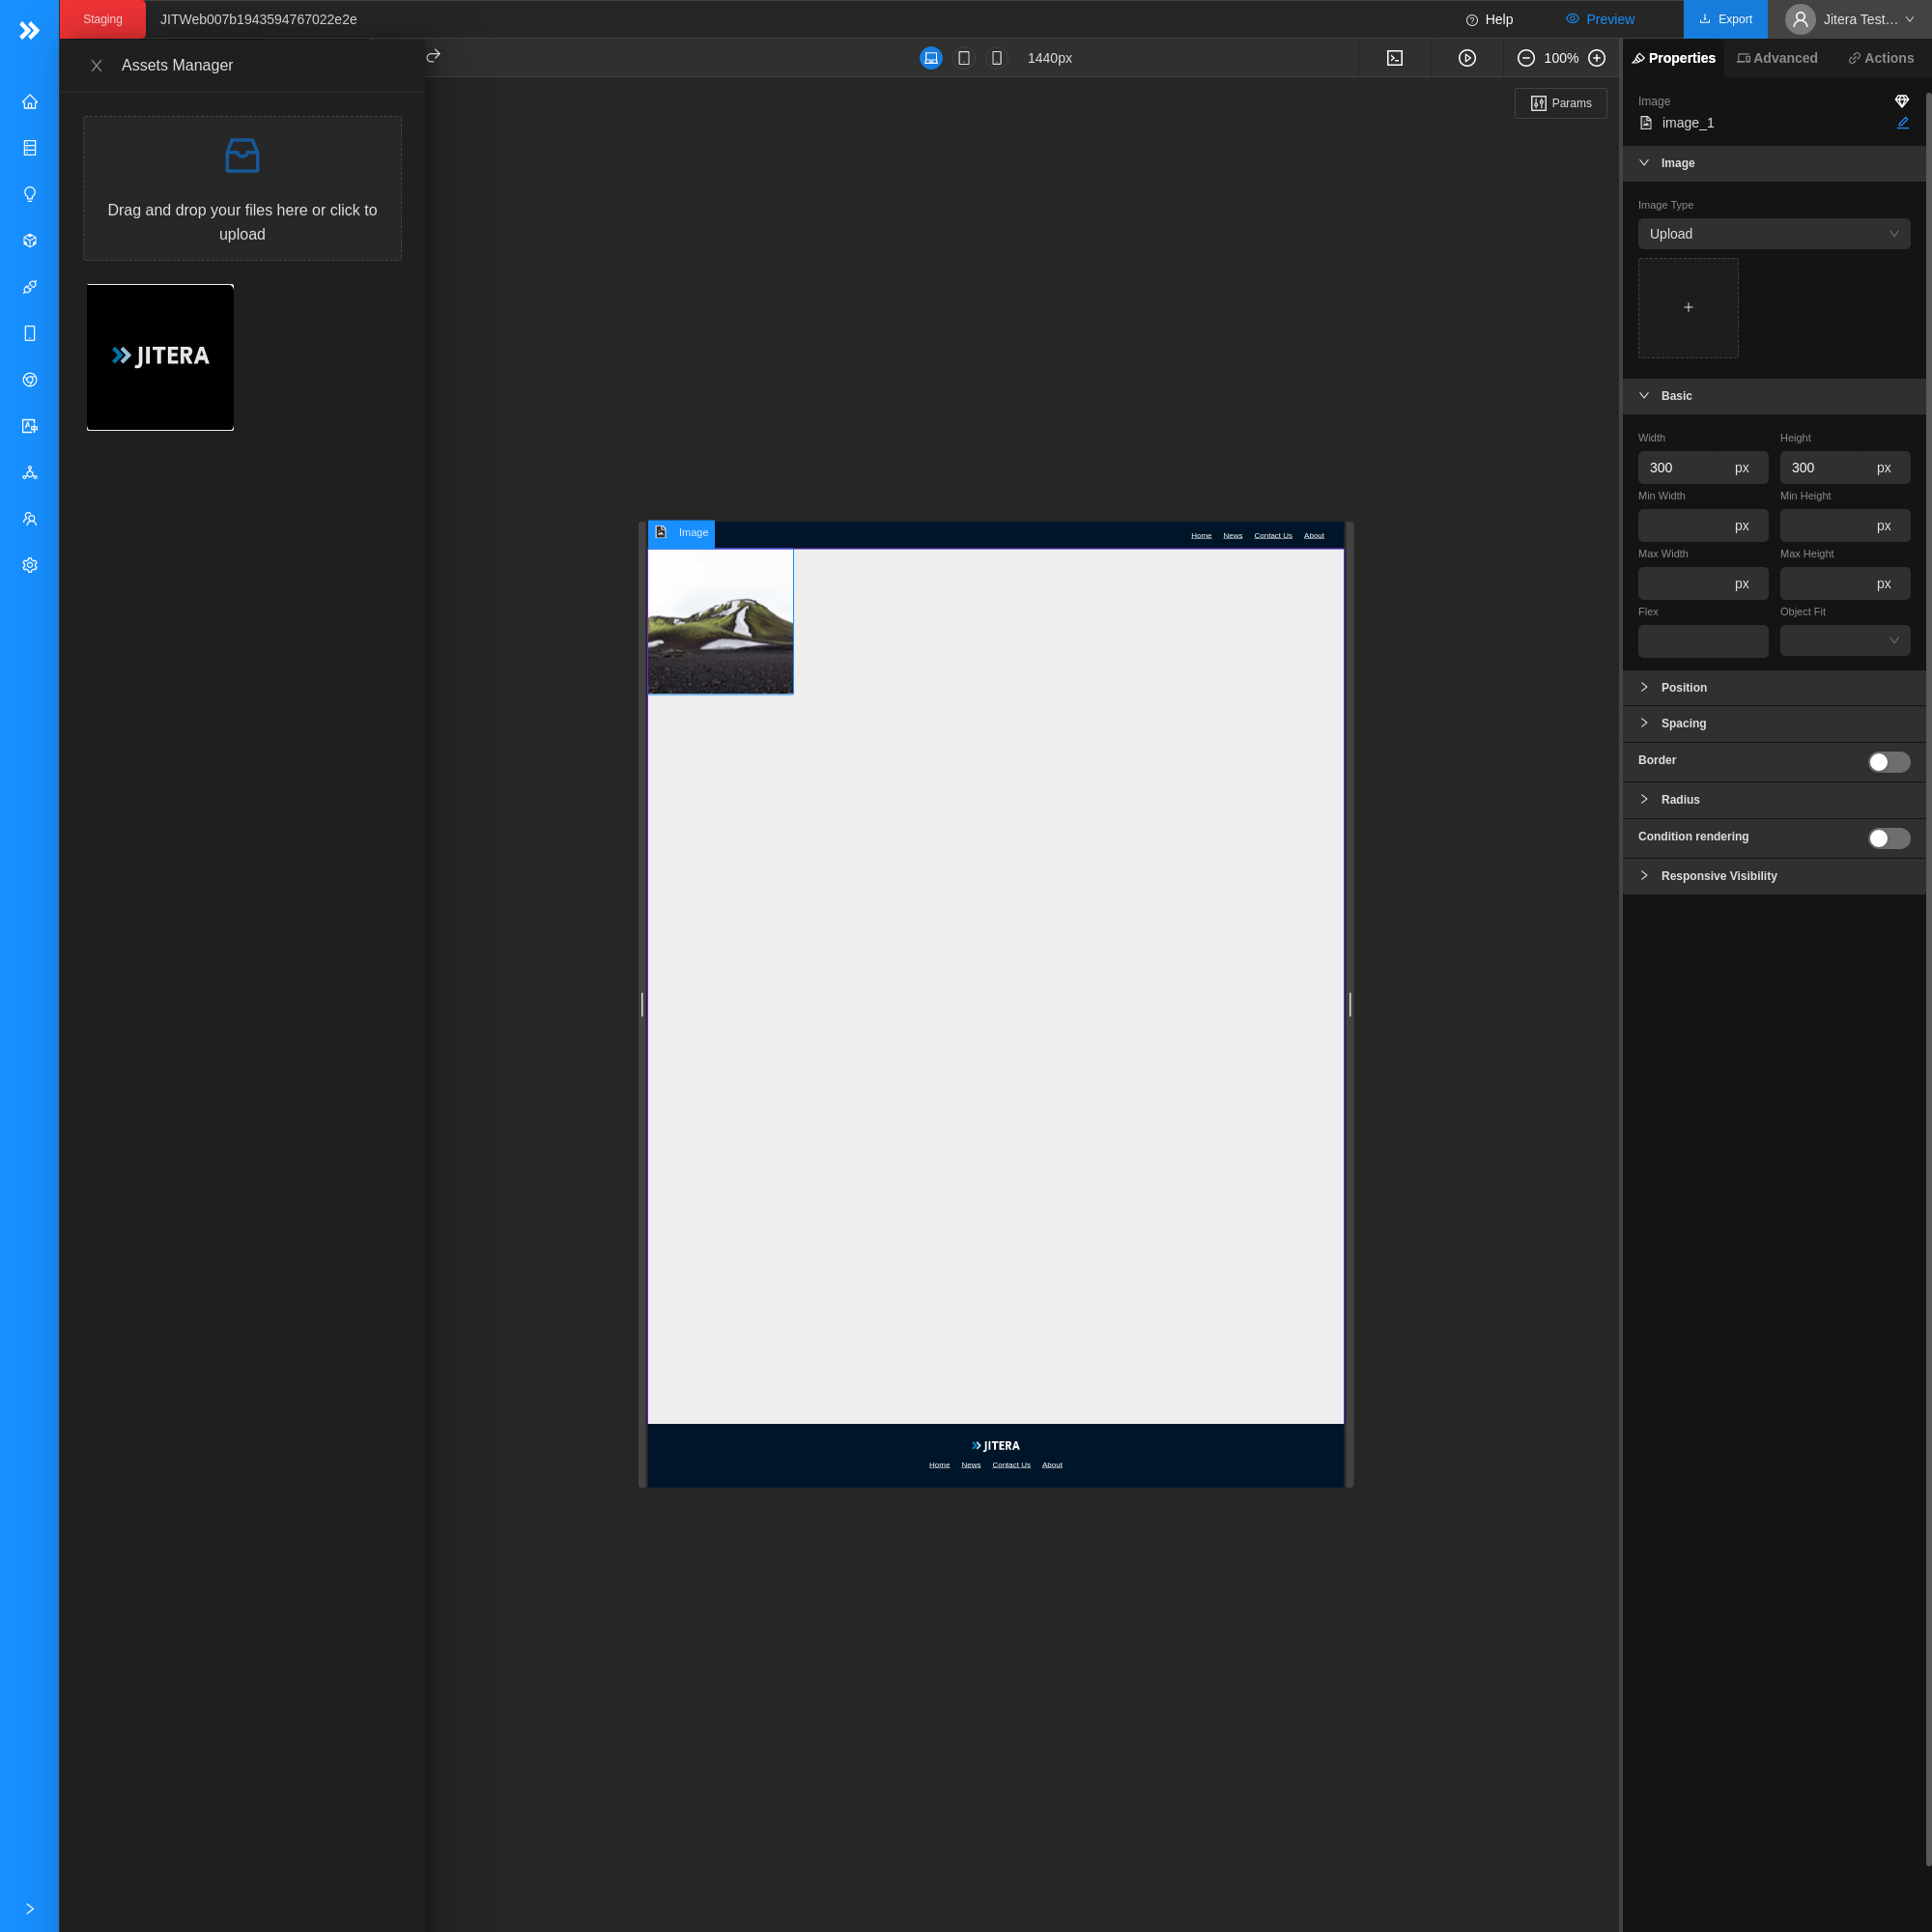 Staging
JITWeb007b1943594767022e2e
Help
Preview
Export
Jitera Test...
Assets Manager
1440px
100%
Properties
Advanced
Actions
Params
Drag and drop your files here or click to
upload
JITERA
Image
image_1
Image
Image Type
Upload
Basic
Width
Height
300 px
300 px
Min Width
Min Height
px
px
Max Width
Max Height
px
px
Flex
Object Fit
Position
Spacing
Border
Radius
Condition rendering
Responsive Visibility
Image
Home News Contact Us About
JITERA
Home News Contact Us About